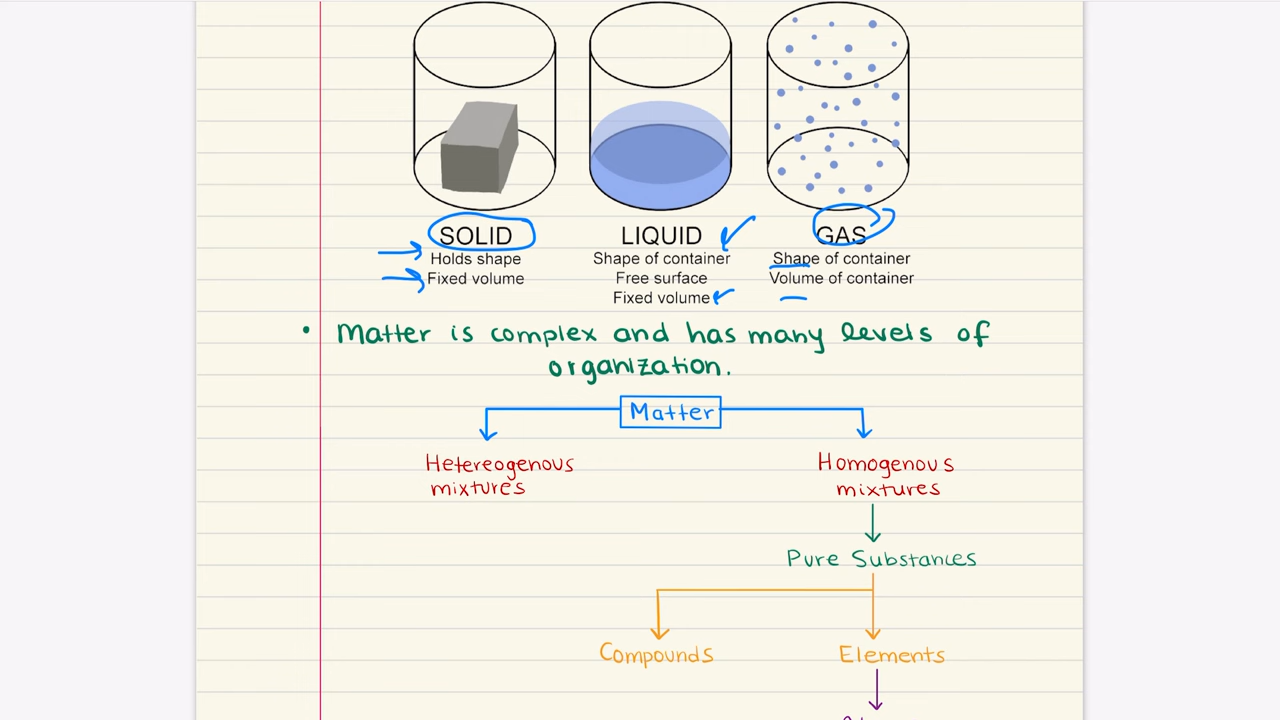 SOLID
Holds shape
Fixed volume
LIQUID
Shape of container
Free surface
Fixed volume
GAS
Shape of container
Volume of container
• Matter is complex and has many levels of
organization.
Matter
Hetereogenous
mixtures
Homogenous
mixtures
Pure Substances
Compounds
Elements